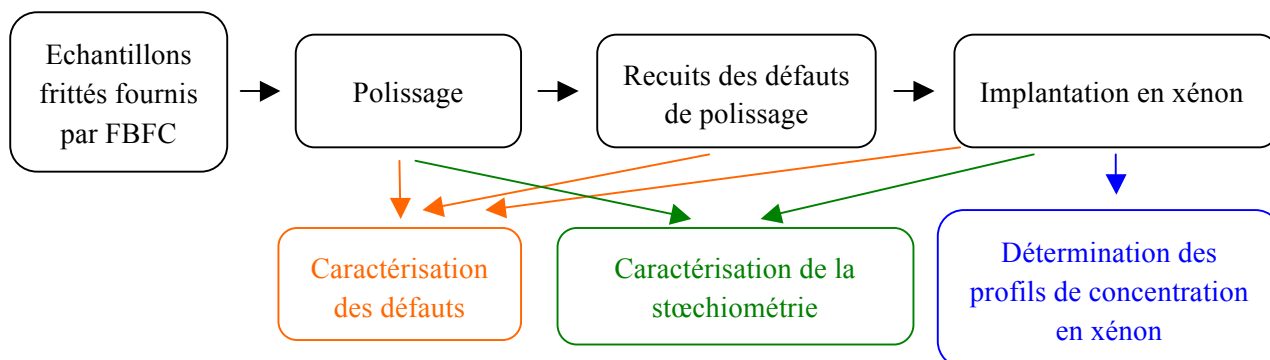 Echantillons
frittés fournis
par FBFC
Polissage
Recuits des défauts
de polissage
Implantation en xénon
Caractérisation
des défauts
Caractérisation de la
stœchiométrie
Détermination des
profils de concentration
en xénon